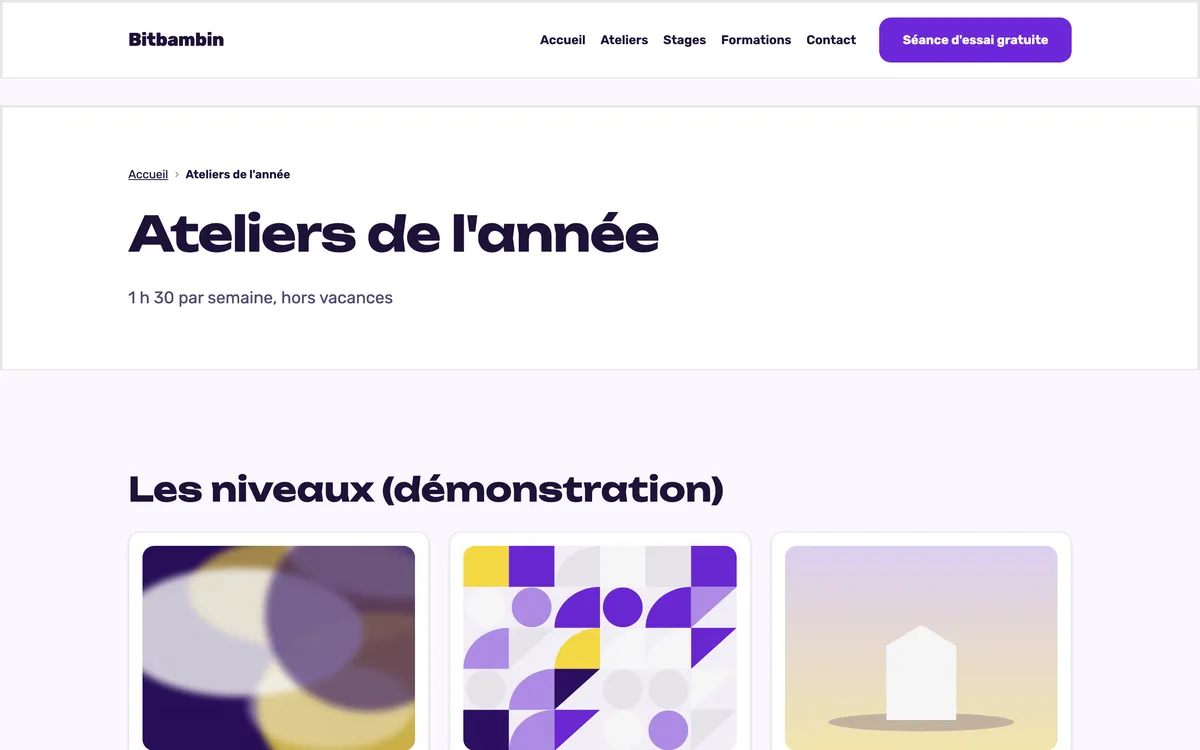 Bitbambin
Accueil Ateliers Stages Formations Contact Séance d'essai gratuite
Accueil › Ateliers de l'année
Ateliers de l'année
1 h 30 par semaine, hors vacances
Les niveaux (démonstration)